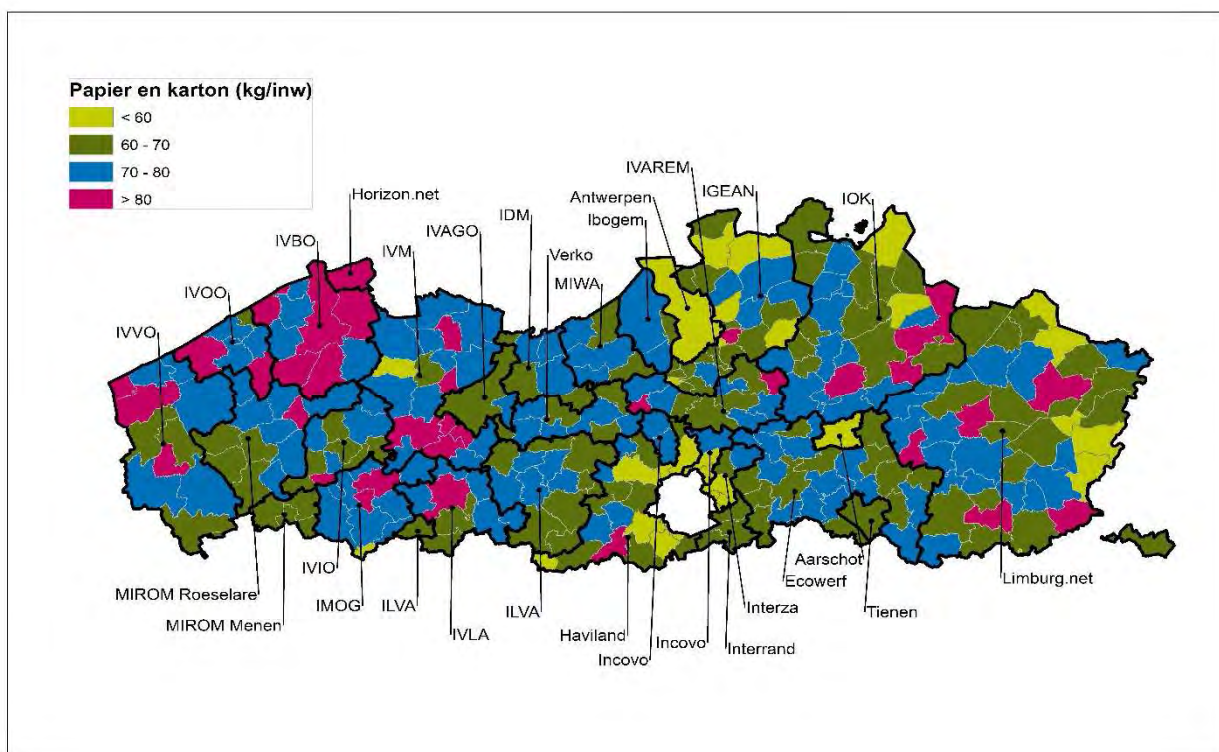 Papier en karton (kg/inw)
< 60
60 - 70
70 - 80
> 80
Horizon.net
IVBO
IVOO
IVVO
IVM
IVAGO
IDM
Verko
MIWA
IVAREM
Antwerpen
Ibogem
IGEAN
IOK
MIROM Roeselare
MIROM Menen
IVIO
IMOG
ILVA
IVLA
ILVA
Haviland
Incovo
Incovo
Interrand
Interza
Aarschot
Ecowerf
Tienen
Limburg.net